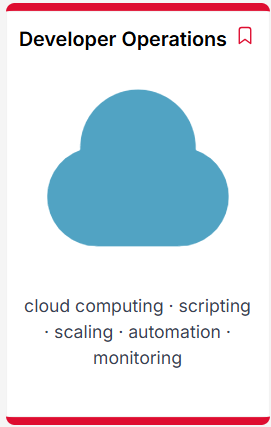 Developer Operations
cloud computing · scripting
· scaling · automation ·
monitoring